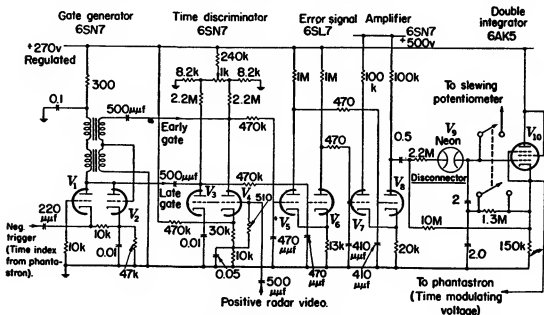 Gate generator
6SN7
Time discriminator
6SN7
Error signal
6SL7
Amplifier
6SN7
Double
integrator
6AK5
+270v
Regulated
+500v
240k
8.2k
1k
8.2k
300
1M
1M
100
k
100k
2.2M
2.2M
0.1
500μμf
Early
gate
470k
470
470
0.5
To slewing
potentiometer
V9
Neon
V10
2.2M
Disconnector
500μμf
Late
gate
470k
V1
V2
V3
V4
510
V5
V6
V7
V8
2
1.3M
10M
Neg.
trigger
(Time index
from phanta-
stron.)
220
μμf
10k
10k
0.01
47k
470k
0.01
30k
10k
0.05
500
μμf
470
μμf
470
μμf
13k
410
μμf
410
μμf
20k
2.0
150k
Positive radar video.
To phantastron
(Time modulating
voltage)